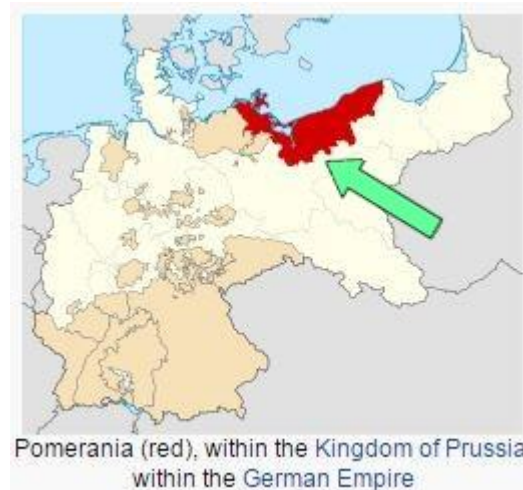 Pomerania (red), within the Kingdom of Prussia
within the German Empire